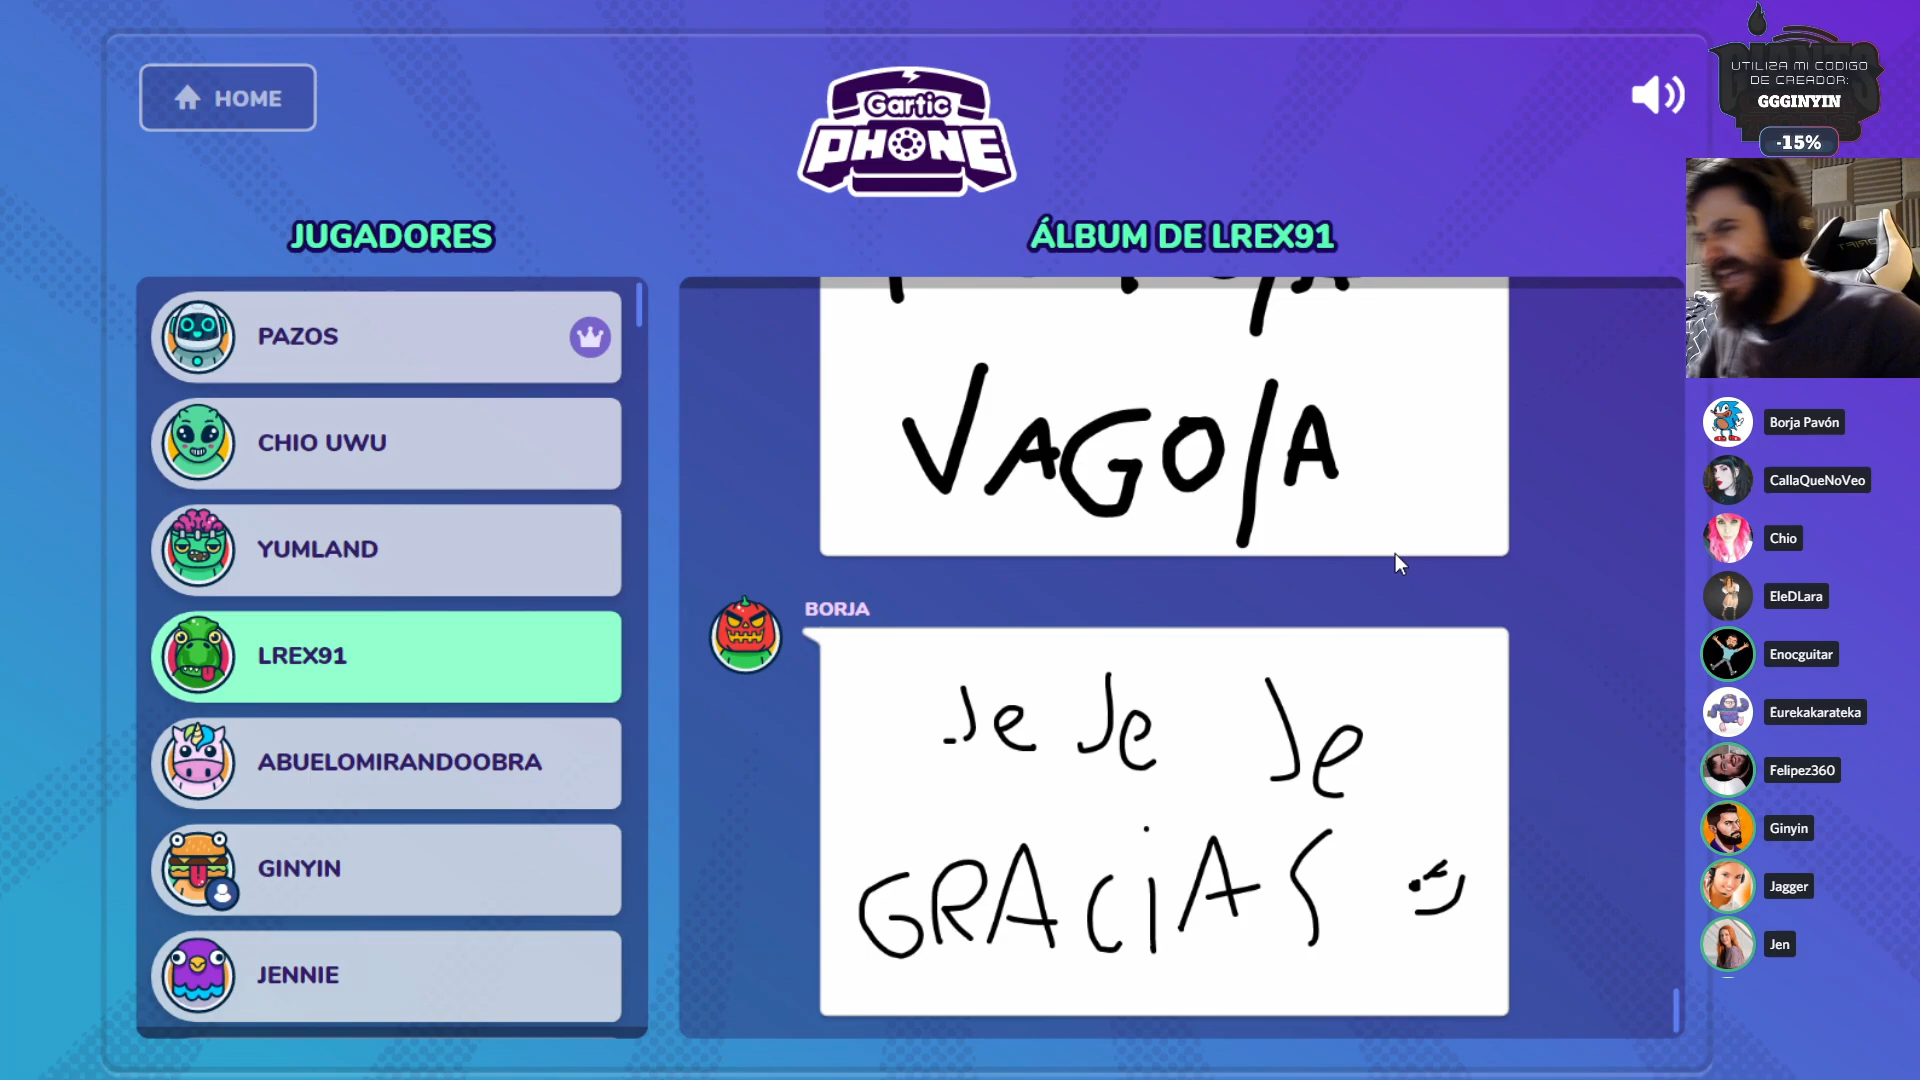 HOME
Gartic
PHONE
UTILIZA MI CODIGO
DE CREADOR:
GGGINYIN
-15%
JUGADORES
ÁLBUM DE LREX91
PAZOS
CHIO UWU
YUMLAND
LREX91
ABUELOMIRANDOOBRA
GINYIN
JENNIE
VAGO/A
BORJA
Je Je Je
GRACiAS
Borja Pavón
CallaQueNoVeo
Chio
EleDLara
Enocguitar
Eurekakarateka
Felipez360
Ginyin
Jagger
Jen